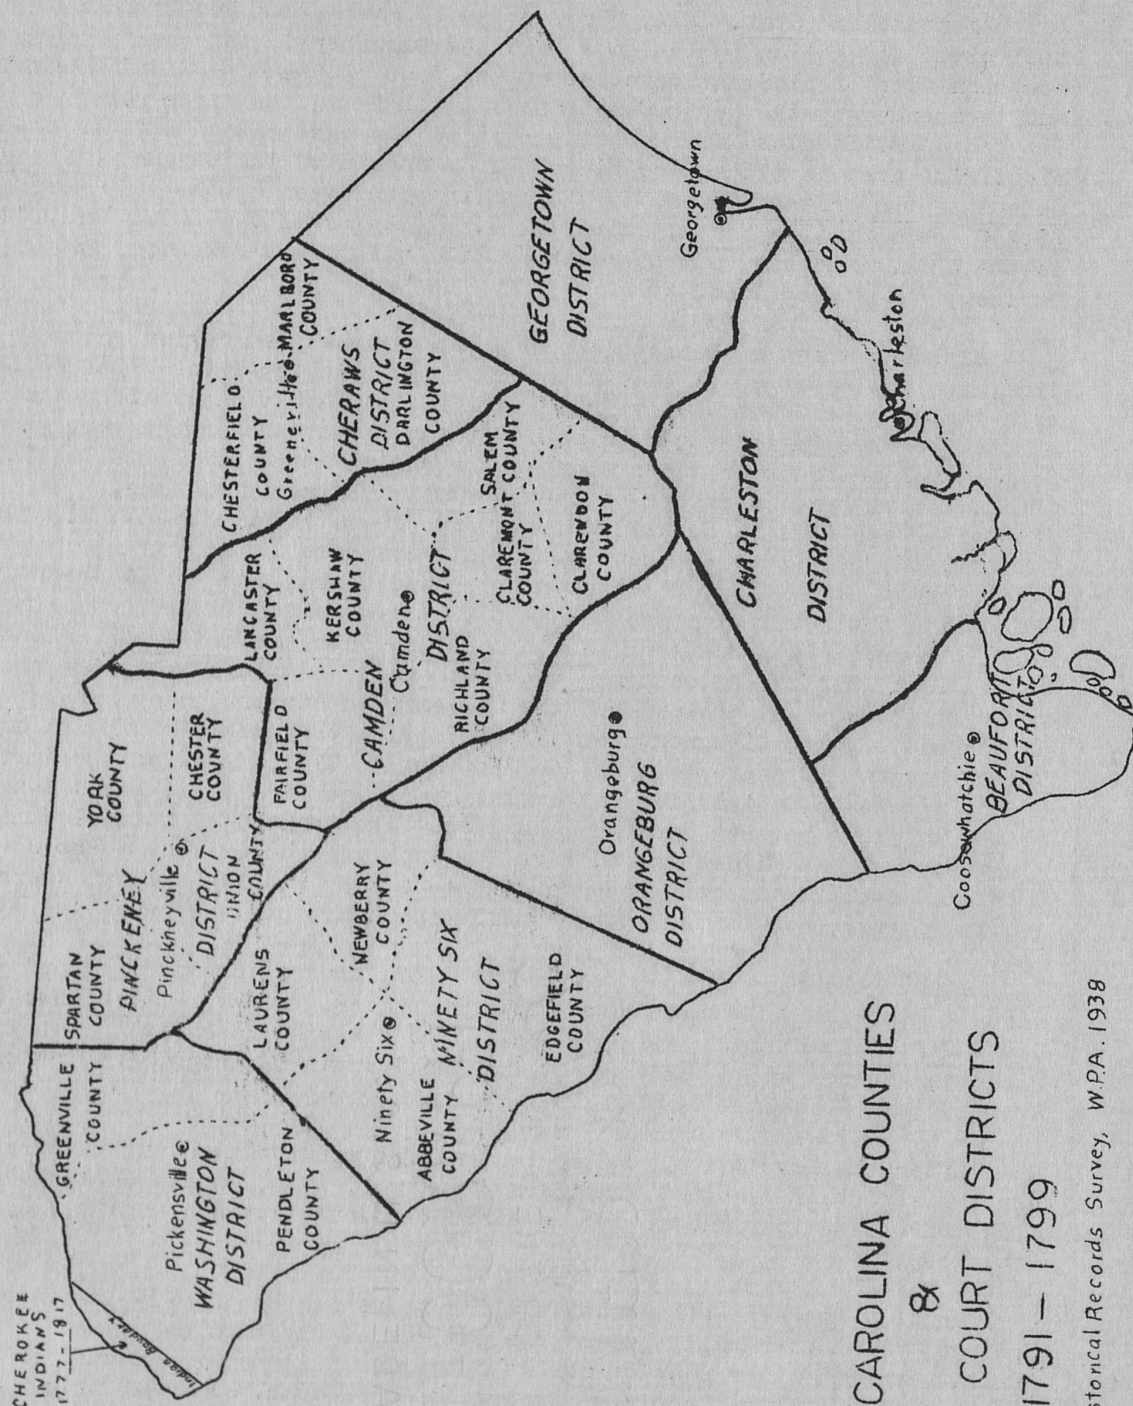 CHEROKEE
INDIANS
1777-1817
Indian Boundry
GREENVILLE
COUNTY
Pickensville
WASHINGTON
DISTRICT
PENDLETON
COUNTY
SPARTAN
COUNTY
PINCKENEY
Pinckneyville
DISTRICT
UNION
COUNTY
YORK
COUNTY
CHESTER
COUNTY
LAURENS
COUNTY
NEWBERRY
COUNTY
Ninety Six
NINETY SIX
DISTRICT
ABBEVILLE
COUNTY
EDGEFIELD
COUNTY
FAIRFIELD
COUNTY
LANCASTER
COUNTY
KERSHAW
COUNTY
CAMDEN
Camden
DISTRICT
RICHLAND
COUNTY
CLAREMONT
COUNTY
SALEM
COUNTY
CLARENDON
COUNTY
CHESTERFIELD
COUNTY
Greeneville
MARLBORO
COUNTY
CHERAWS
DISTRICT
DARLINGTON
COUNTY
GEORGETOWN
DISTRICT
Georgetown
CHARLESTON
DISTRICT
Charleston
Orangeburg
ORANGEBURG
DISTRICT
Coosawhatchie
BEAUFORT
DISTRICT
CAROLINA COUNTIES
&
COURT DISTRICTS
1791-1799
storical Records Survey, W.P.A. 1938